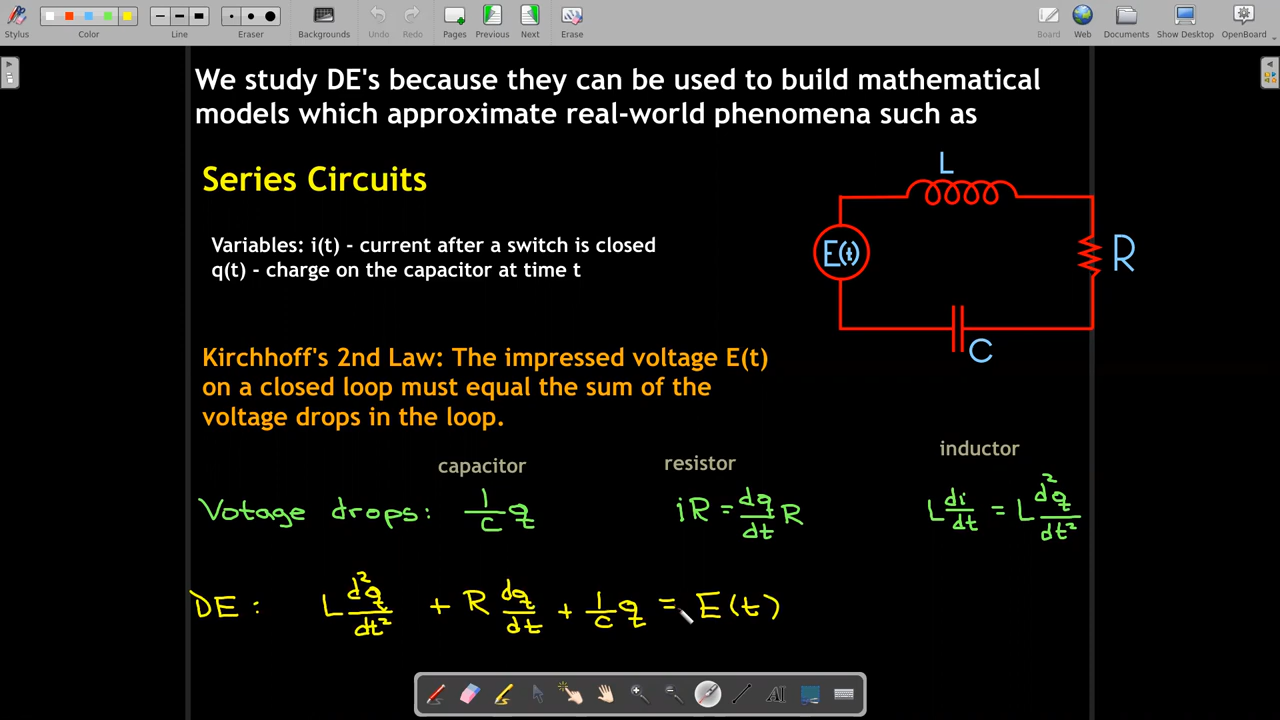 Stylus Color Line Eraser Backgrounds Undo Redo Pages Previous Next Erase Board Web Documents Show Desktop OpenBoard
We study DE's because they can be used to build mathematical
models which approximate real-world phenomena such as
Series Circuits
L
E(t)
R
C
Variables: i(t) - current after a switch is closed
q(t) - charge on the capacitor at time t
Kirchhoff's 2nd Law: The impressed voltage E(t)
on a closed loop must equal the sum of the
voltage drops in the loop.
capacitor resistor inductor
Votage drops: 1/C q iR = dq/dt R L di/dt = L d²q/dt²
DE: L d²q/dt² + R dq/dt + 1/C q = E(t)
AI